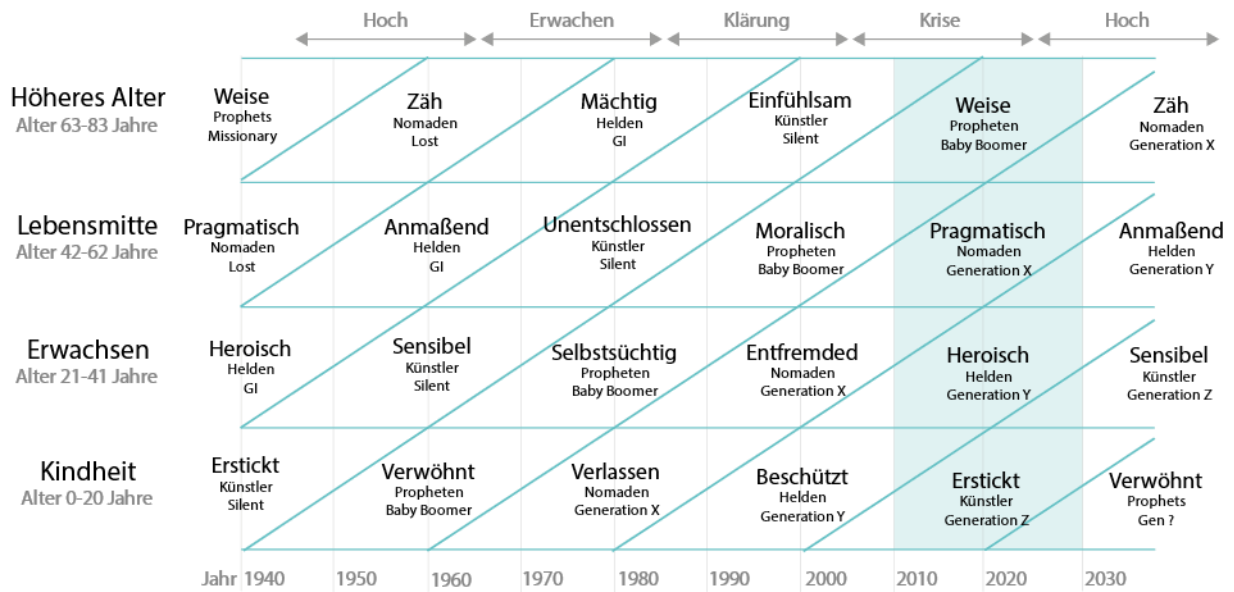 Hoch Erwachen Klärung Krise Hoch
Höheres Alter
Alter 63-83 Jahre
Weise
Prophets
Missionary
Zäh
Nomaden
Lost
Mächtig
Helden
GI
Einfühlsam
Künstler
Silent
Weise
Propheten
Baby Boomer
Zäh
Nomaden
Generation X
Lebensmitte
Alter 42-62 Jahre
Pragmatisch
Nomaden
Lost
Anmaßend
Helden
GI
Unentschlossen
Künstler
Silent
Moralisch
Propheten
Baby Boomer
Pragmatisch
Nomaden
Generation X
Anmaßend
Helden
Generation Y
Erwachsen
Alter 21-41 Jahre
Heroisch
Helden
GI
Sensibel
Künstler
Silent
Selbstsüchtig
Propheten
Baby Boomer
Entfremded
Nomaden
Generation X
Heroisch
Helden
Generation Y
Sensibel
Künstler
Generation Z
Kindheit
Alter 0-20 Jahre
Erstickt
Künstler
Silent
Verwöhnt
Propheten
Baby Boomer
Verlassen
Nomaden
Generation X
Beschützt
Helden
Generation Y
Erstickt
Künstler
Generation Z
Verwöhnt
Prophets
Gen ?
Jahr 1940 1950 1960 1970 1980 1990 2000 2010 2020 2030